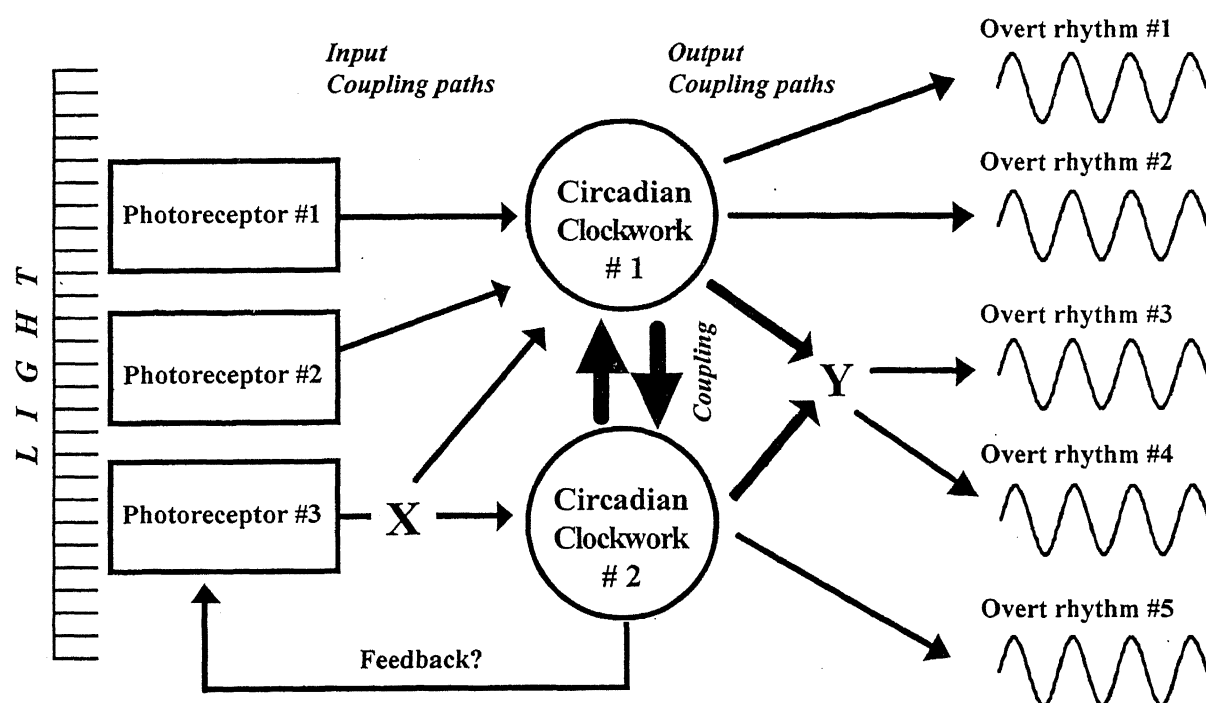 Input
Coupling paths
Output
Coupling paths
Overt rhythm #1
Overt rhythm #2
Overt rhythm #3
Overt rhythm #4
Overt rhythm #5
LIGHT
Photoreceptor #1
Photoreceptor #2
Photoreceptor #3
Circadian
Clockwork
# 1
Coupling
X
Y
Circadian
Clockwork
# 2
Feedback?